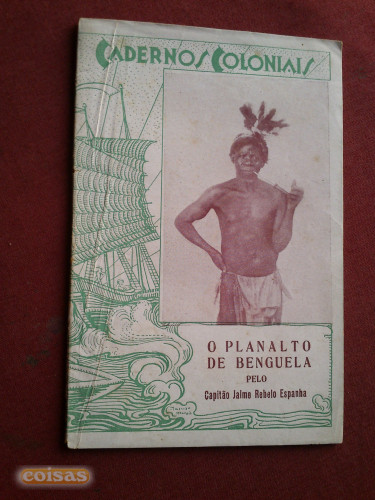 CADERNOS COLONIAIS
O PLANALTO
DE BENGUELA
PELO
Capitão Jaime Rebelo Espanha
coisas